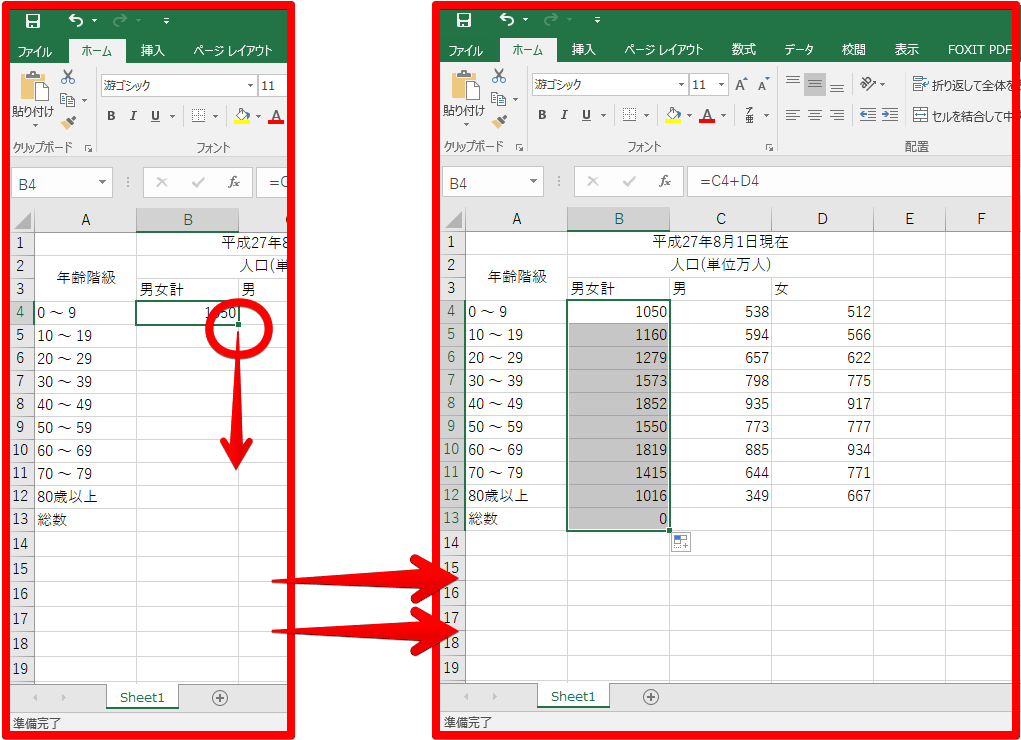 ファイル ホーム 挿入 ページ レイアウト
游ゴシック 11
貼り付け
B I U
クリップボード フォント
B4 fx =C
A B
1 平成27年8
2 年齢階級 人口(単
3 男女計 男
4 0 ～ 9 1050
5 10 ～ 19
6 20 ～ 29
7 30 ～ 39
8 40 ～ 49
9 50 ～ 59
10 60 ～ 69
11 70 ～ 79
12 80歳以上
13 総数
14
15
16
17
18
19
Sheet1
準備完了
ファイル ホーム 挿入 ページ レイアウト 数式 データ 校閲 表示 FOXIT PDF
游ゴシック 11 A A 折り返して全体を
貼り付け
B I U A 亜 セルを結合して中
クリップボード フォント 配置
B4 fx =C4+D4
A B C D E F
1 平成27年8月1日現在
2 年齢階級 人口(単位万人)
3 男女計 男 女
4 0 ～ 9 1050 538 512
5 10 ～ 19 1160 594 566
6 20 ～ 29 1279 657 622
7 30 ～ 39 1573 798 775
8 40 ～ 49 1852 935 917
9 50 ～ 59 1550 773 777
10 60 ～ 69 1819 885 934
11 70 ～ 79 1415 644 771
12 80歳以上 1016 349 667
13 総数 0
14
15
16
17
18
19
Sheet1
準備完了